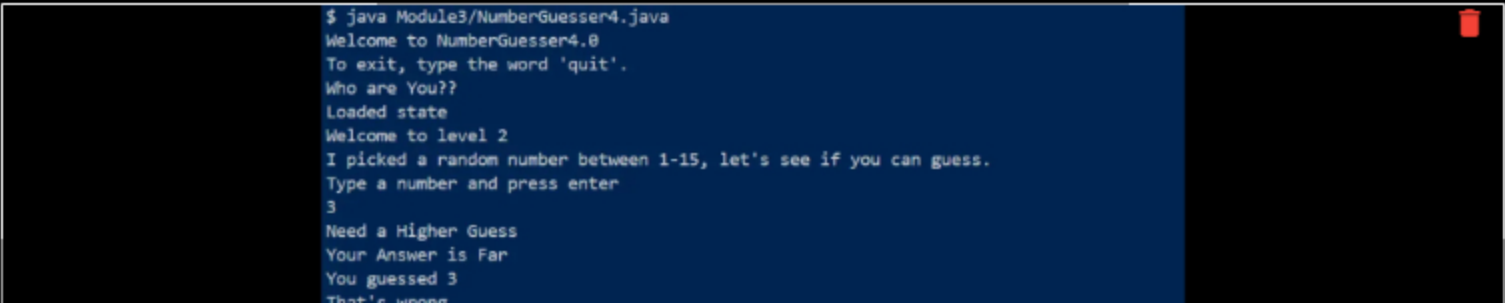 $ java Module3/NumberGuesser4.java
Welcome to NumberGuesser4.0
To exit, type the word 'quit'.
Who are You??
Loaded state
Welcome to level 2
I picked a random number between 1-15, let's see if you can guess.
Type a number and press enter
3
Need a Higher Guess
Your Answer is Far
You guessed 3
That's wrong